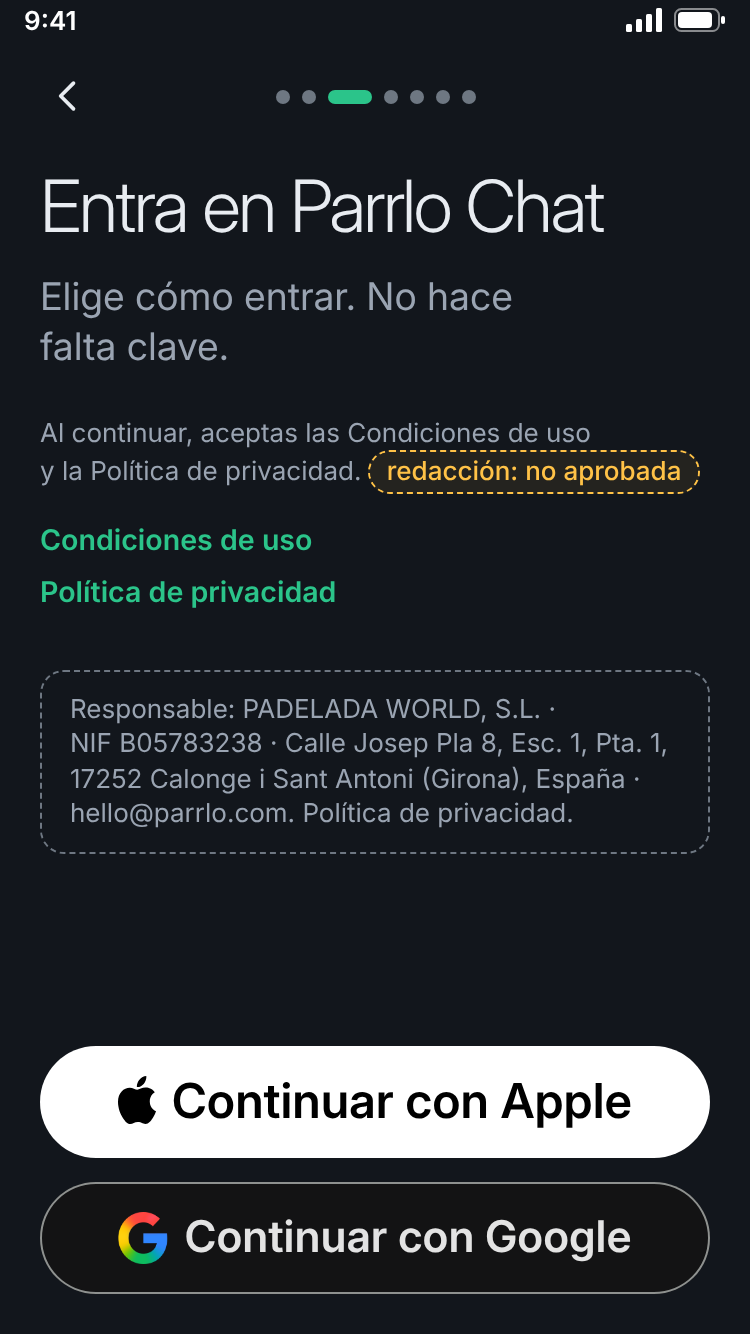 9:41
Entra en Parrlo Chat
Elige cómo entrar. No hace
falta clave.
Al continuar, aceptas las Condiciones de uso
y la Política de privacidad. redacción: no aprobada
Condiciones de uso
Política de privacidad
Responsable: PADELADA WORLD, S.L. ·
NIF B05783238 · Calle Josep Pla 8, Esc. 1, Pta. 1,
17252 Calonge i Sant Antoni (Girona), España ·
hello@parrlo.com. Política de privacidad.
Continuar con Apple
Continuar con Google